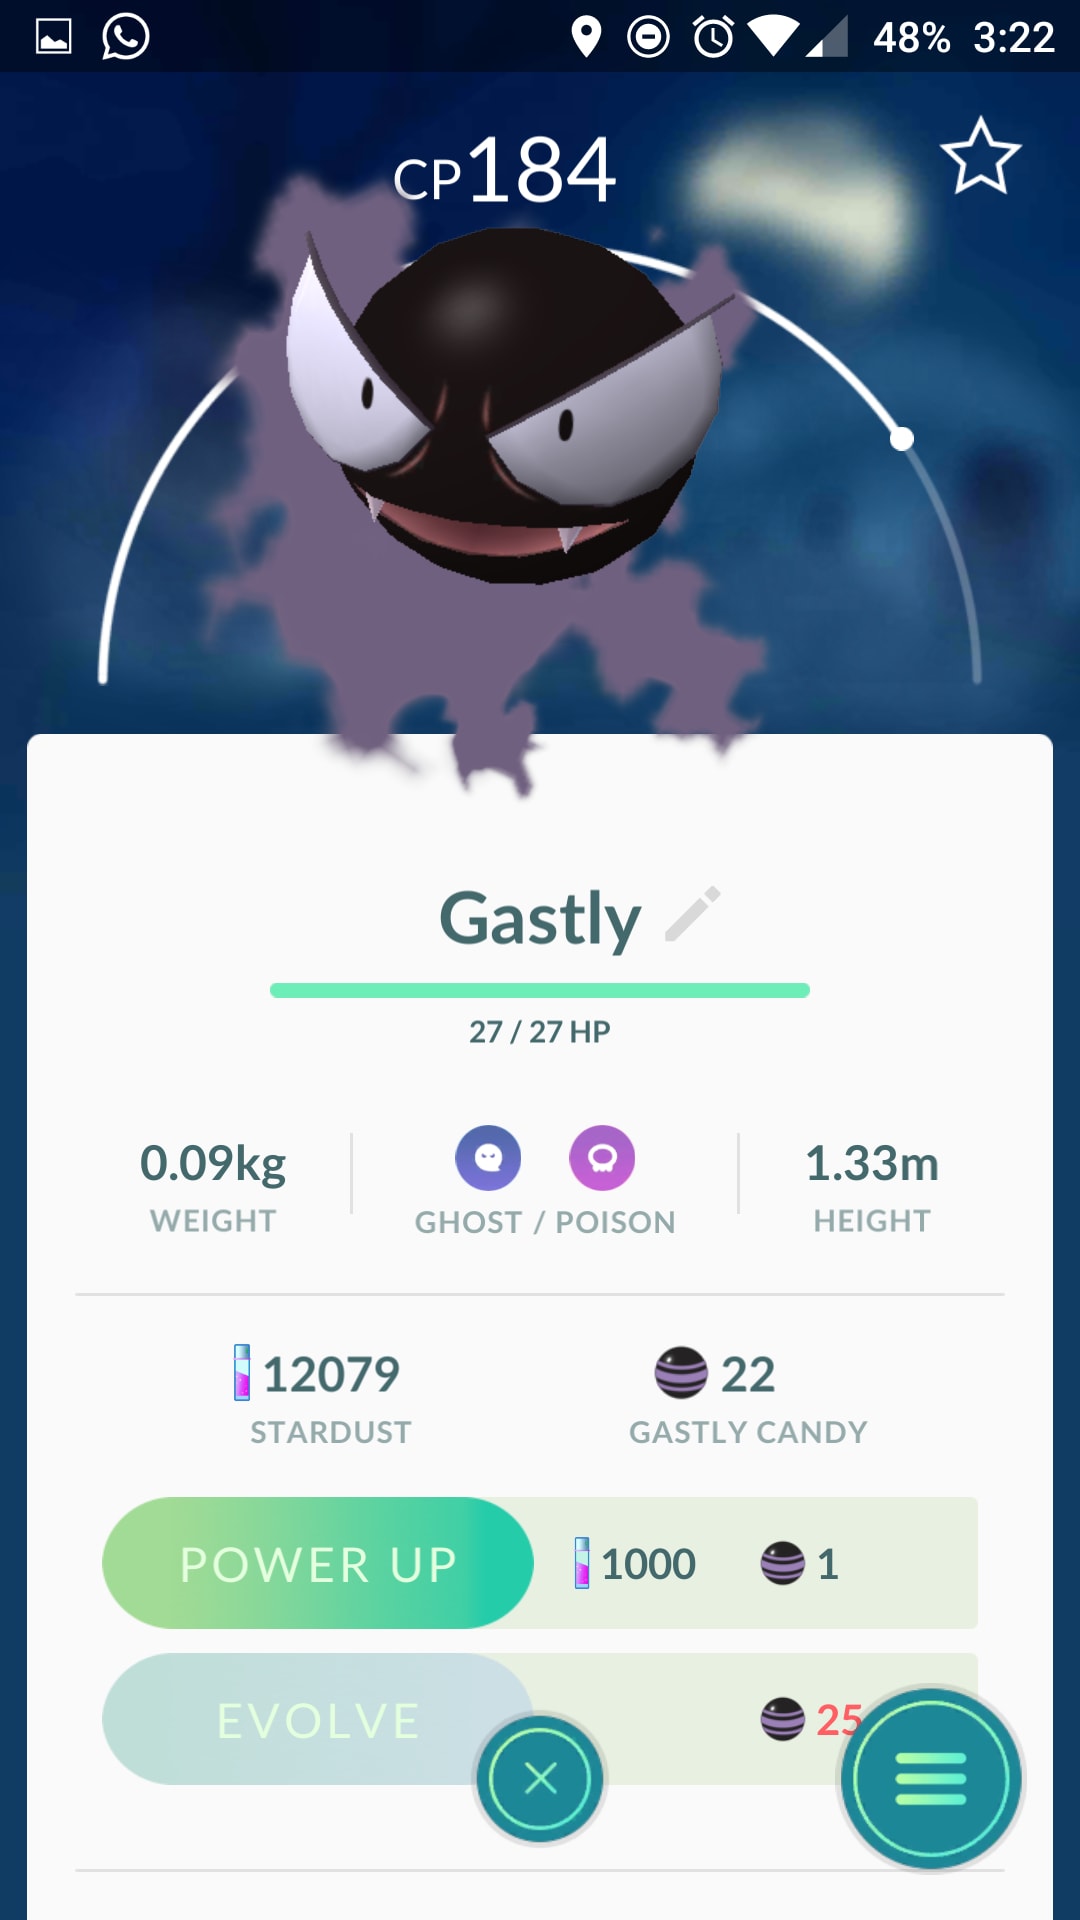 48% 3:22
CP184
Gastly
27 / 27 HP
0.09kg
WEIGHT
GHOST / POISON
1.33m
HEIGHT
12079
STARDUST
22
GASTLY CANDY
POWER UP 1000 1
EVOLVE 25